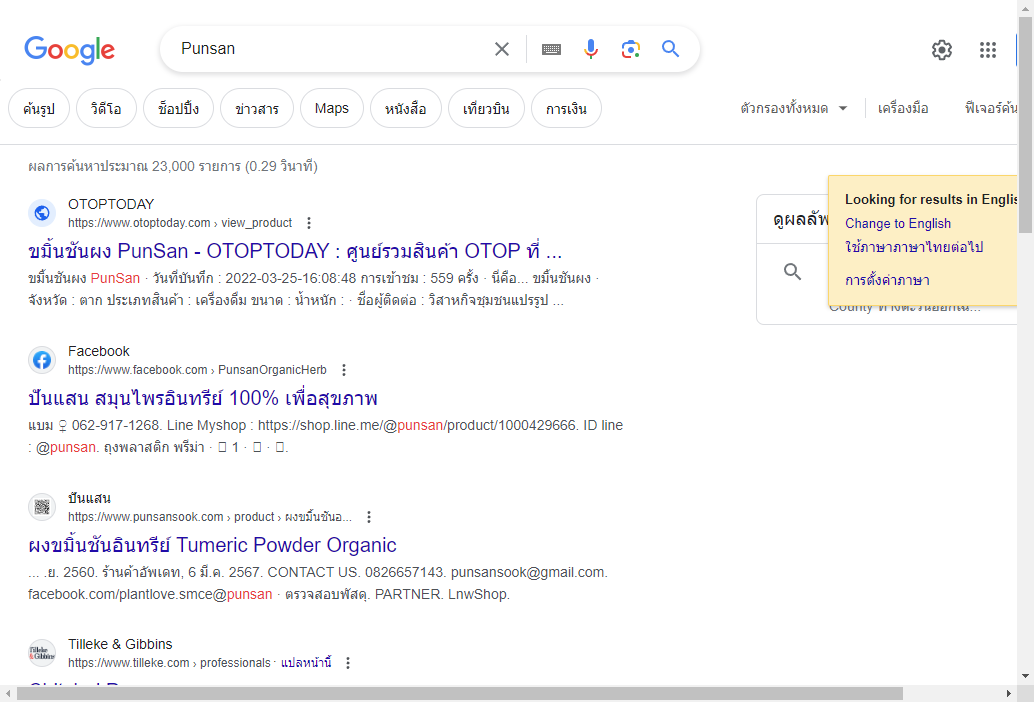 Google
Punsan
ค้นรูป
วิดีโอ
ช็อปปิ้ง
ข่าวสาร
Maps
หนังสือ
เที่ยวบิน
การเงิน
ตัวกรองทั้งหมด
เครื่องมือ
ฟีเจอร์ค้น
ผลการค้นหาประมาณ 23,000 รายการ (0.29 วินาที)
OTOPTODAY
https://www.otoptoday.com › view_product
ขมิ้นชันผง PunSan - OTOPTODAY : ศูนย์รวมสินค้า OTOP ที่ ...
ขมิ้นชันผง PunSan · วันที่บันทึก : 2022-03-25-16:08:48 การเข้าชม : 559 ครั้ง · นี่คือ... ขมิ้นชันผง ·
จังหวัด : ตาก ประเภทสินค้า : เครื่องดื่ม ขนาด : น้ำหนัก : · ชื่อผู้ติดต่อ : วิสาหกิจชุมชนแปรรูป ...
Facebook
https://www.facebook.com › PunsanOrganicHerb
ปันแสน สมุนไพรอินทรีย์ 100% เพื่อสุขภาพ
แบม ♀ 062-917-1268. Line Myshop : https://shop.line.me/@punsan/product/1000429666. ID line
: @punsan. ถุงพลาสติก พรีม่า · 1 · ·
ปันแสน
https://www.punsansook.com › product › ผงขมิ้นชันอ...
ผงขมิ้นชันอินทรีย์ Tumeric Powder Organic
... .ย. 2560. ร้านค้าอัพเดท, 6 มี.ค. 2567. CONTACT US. 0826657143. punsansook@gmail.com.
facebook.com/plantlove.smce@punsan · ตรวจสอบพัสดุ. PARTNER. LnwShop.
Tilleke & Gibbins
https://www.tilleke.com › professionals · แปลหน้านี้
ดูผลลัพ
Looking for results in Englis
Change to English
ใช้ภาษาภาษาไทยต่อไป
การตั้งค่าภาษา